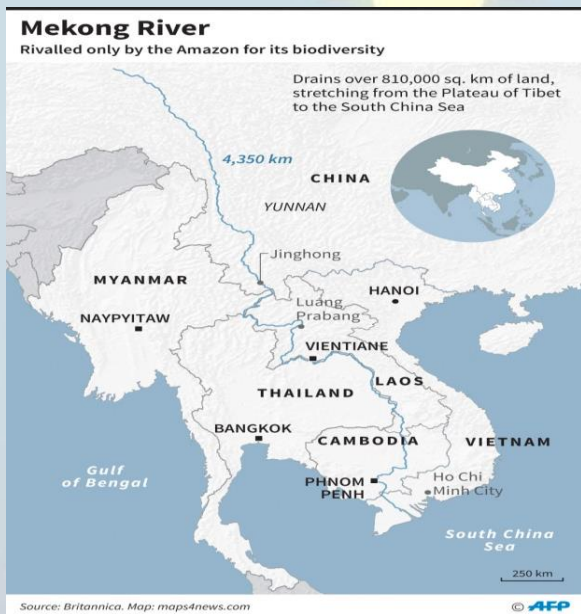 Mekong River
Rivalled only by the Amazon for its biodiversity
Drains over 810,000 sq. km of land,
stretching from the Plateau of Tibet
to the South China Sea
4,350 km
CHINA
YUNNAN
Jinghong
MYANMAR
HANOI
Luang
Prabang
NAYPYITAW
VIENTIANE
LAOS
THAILAND
BANGKOK
CAMBODIA
VIETNAM
Gulf
of Bengal
PHNOM
PENH
Ho Chi
Minh City
South China
Sea
250 km
Source: Britannica. Map: maps4news.com
© AFP